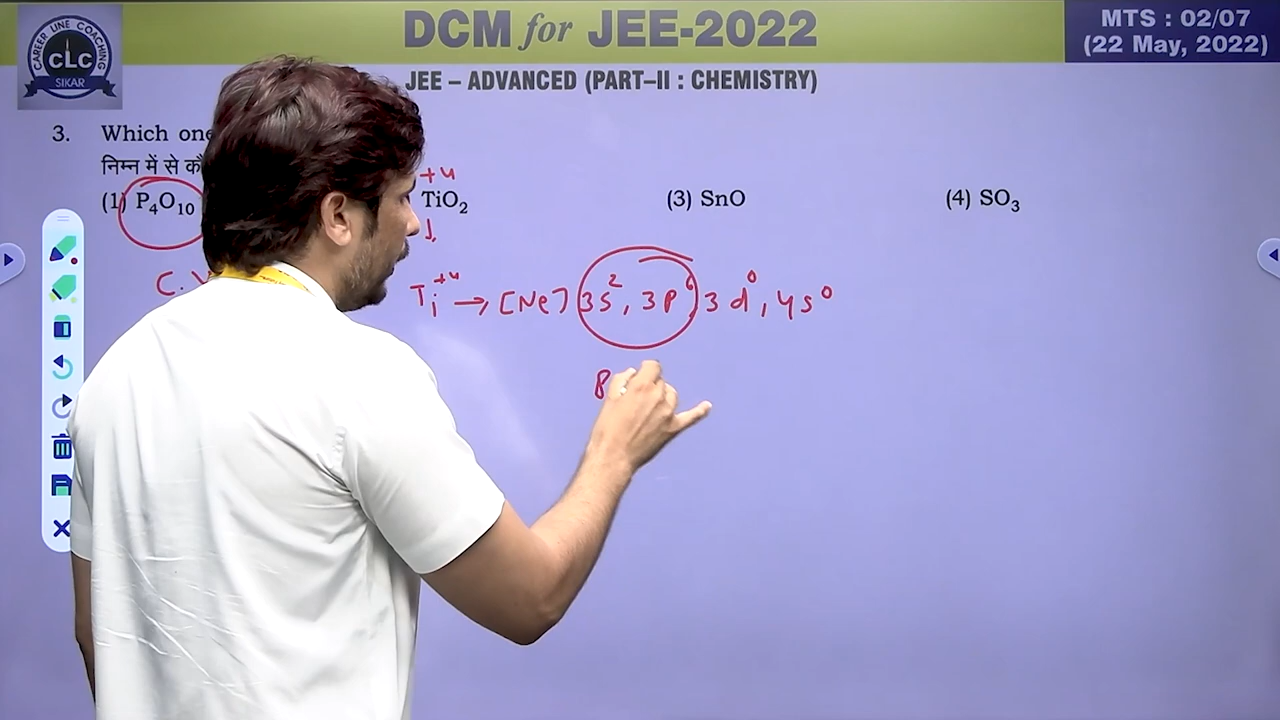 DCM for JEE-2022
MTS : 02/07
(22 May, 2022)
CAREER LINE COACHING
CLC
SIKAR
JEE – ADVANCED (PART–II : CHEMISTRY)
3. Which one
निम्न में से
(1) P₄O₁₀
+4
TiO₂
(3) SnO
(4) SO₃
C.
Ti⁺⁴ → [Ne] 3s², 3p⁶, 3d⁰, 4s⁰
8